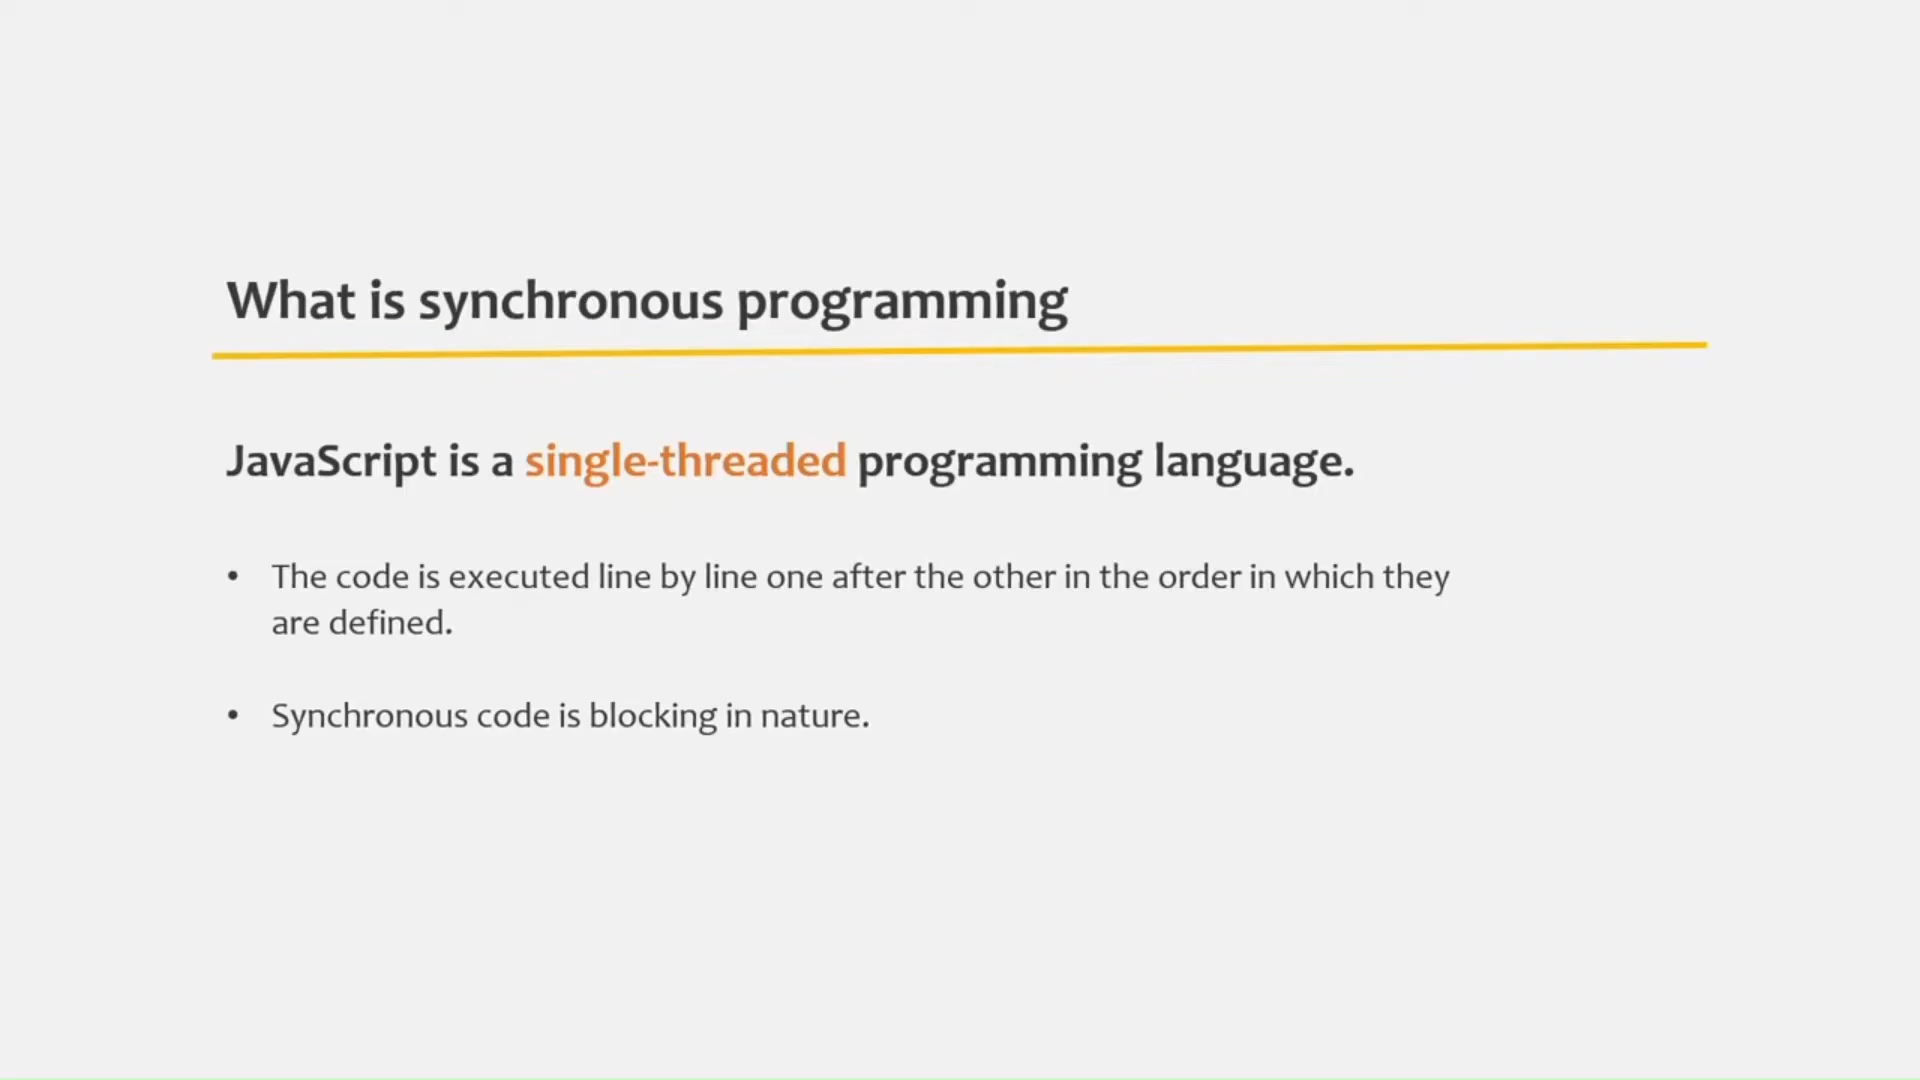 What is synchronous programming
JavaScript is a single-threaded programming language.
• The code is executed line by line one after the other in the order in which they
are defined.
• Synchronous code is blocking in nature.